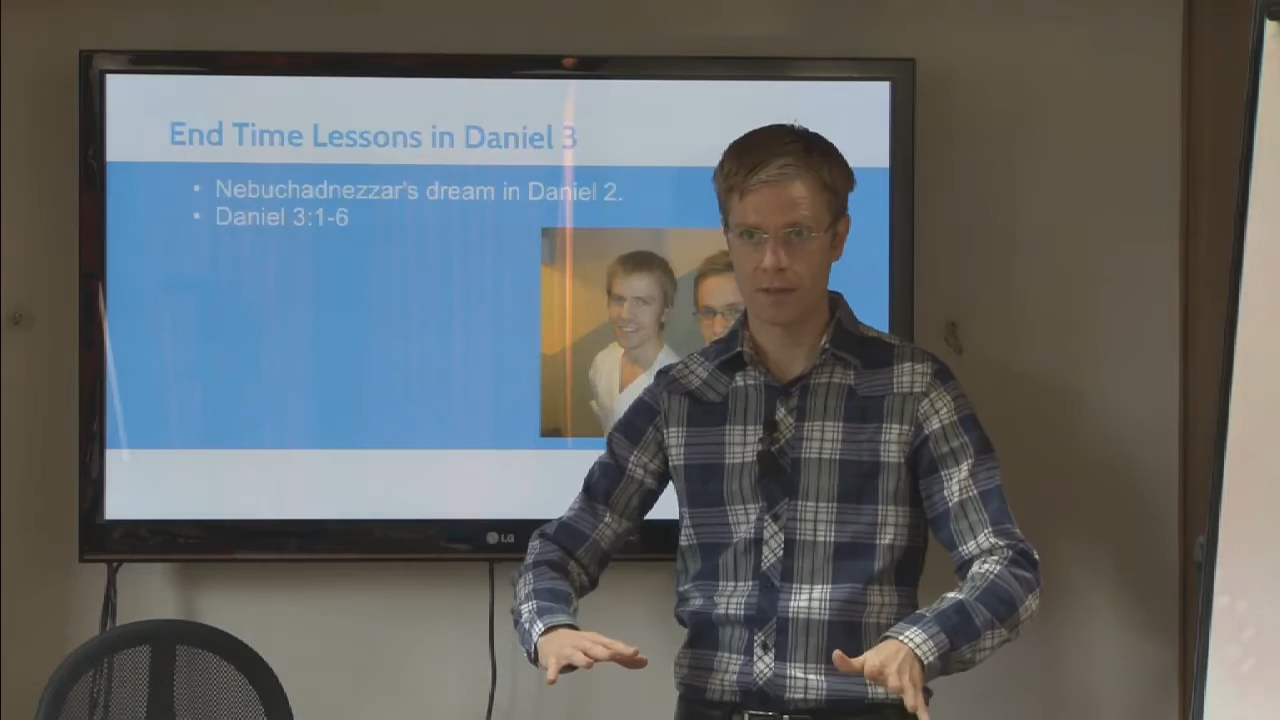 End Time Lessons in Daniel 3
• Nebuchadnezzar's dream in Daniel 2.
• Daniel 3:1-6
LG